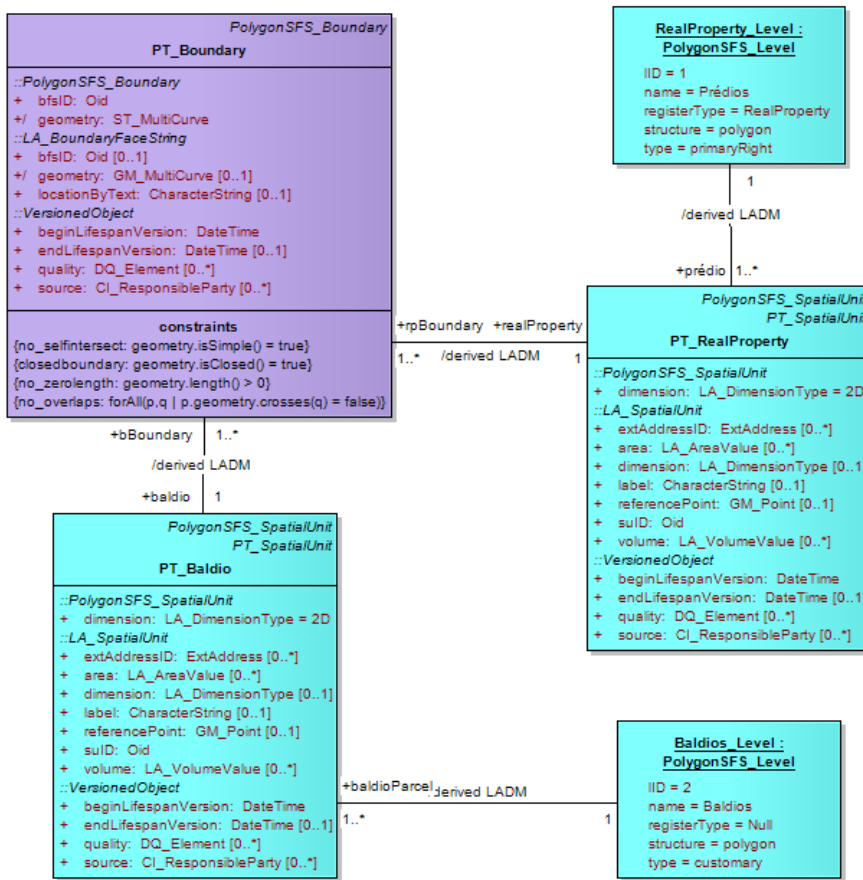 PolygonSFS_Boundary
PT_Boundary
::PolygonSFS_Boundary
+ bfsID: Oid
+/ geometry: ST_MultiCurve
::LA_BoundaryFaceString
+ bfsID: Oid [0..1]
+/ geometry: GM_MultiCurve [0..1]
+ locationByText: CharacterString [0..1]
::VersionedObject
+ beginLifespanVersion: DateTime
+ endLifespanVersion: DateTime [0..1]
+ quality: DQ_Element [0..*]
+ source: CI_ResponsibleParty [0..*]
constraints
{no_selfintersect: geometry.isSimple() = true}
{closedboundary: geometry.isClosed() = true}
{no_zerolength: geometry.length() > 0}
{no_overlaps: forAll(p,q | p.geometry.crosses(q) = false)}
RealProperty_Level :
PolygonSFS_Level
lID = 1
name = Prédios
registerType = RealProperty
structure = polygon
type = primaryRight
1
/derived LADM
+prédio 1..*
+rpBoundary +realProperty
1..* /derived LADM 1
PolygonSFS_SpatialUnit
PT_SpatialUnit
PT_RealProperty
::PolygonSFS_SpatialUnit
+ dimension: LA_DimensionType = 2D
::LA_SpatialUnit
+ extAddressID: ExtAddress [0..*]
+ area: LA_AreaValue [0..*]
+ dimension: LA_DimensionType [0..1
+ label: CharacterString [0..1]
+ referencePoint: GM_Point [0..1]
+ suID: Oid
+ volume: LA_VolumeValue [0..*]
::VersionedObject
+ beginLifespanVersion: DateTime
+ endLifespanVersion: DateTime [0..1
+ quality: DQ_Element [0..*]
+ source: CI_ResponsibleParty [0..*]
+bBoundary 1..*
/derived LADM
+baldio 1
PolygonSFS_SpatialUnit
PT_SpatialUnit
PT_Baldio
::PolygonSFS_SpatialUnit
+ dimension: LA_DimensionType = 2D
::LA_SpatialUnit
+ extAddressID: ExtAddress [0..*]
+ area: LA_AreaValue [0..*]
+ dimension: LA_DimensionType [0..1]
+ label: CharacterString [0..1]
+ referencePoint: GM_Point [0..1]
+ suID: Oid
+ volume: LA_VolumeValue [0..*]
::VersionedObject
+ beginLifespanVersion: DateTime
+ endLifespanVersion: DateTime [0..1]
+ quality: DQ_Element [0..*]
+ source: CI_ResponsibleParty [0..*]
+baldioParcel /derived LADM
1..* 1
Baldios_Level :
PolygonSFS_Level
lID = 2
name = Baldios
registerType = Null
structure = polygon
type = customary